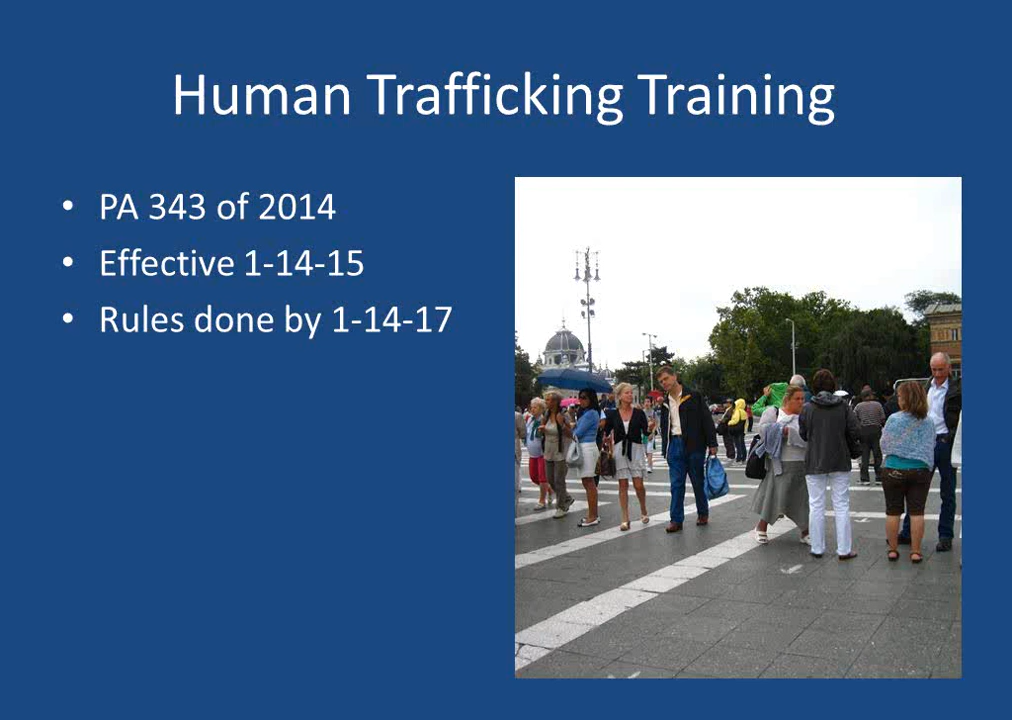 Human Trafficking Training
• PA 343 of 2014
• Effective 1-14-15
• Rules done by 1-14-17